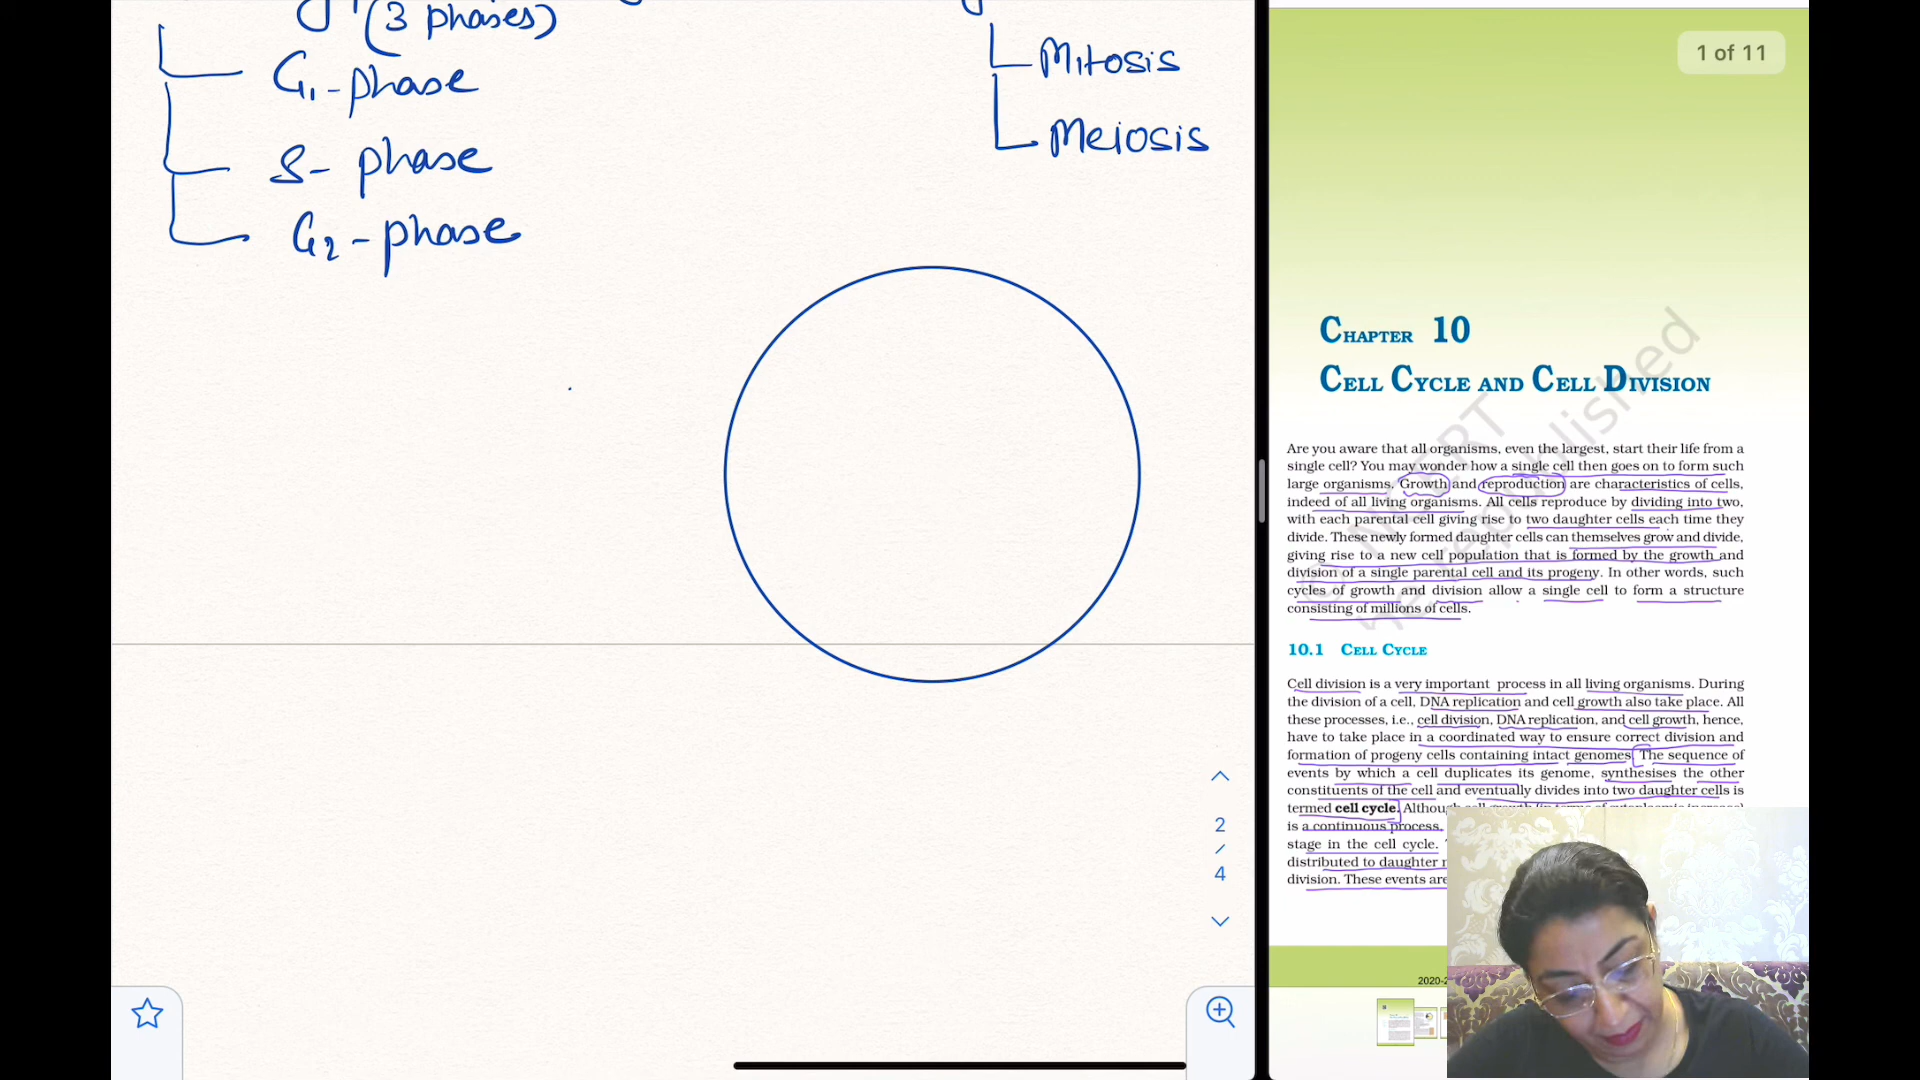 (3 phases)
G1-phase
S- phase
G2-phase
Mitosis
Meiosis
2
/
4
1 of 11
CHAPTER 10
CELL CYCLE AND CELL DIVISION
Are you aware that all organisms, even the largest, start their life from a
single cell? You may wonder how a single cell then goes on to form such
large organisms. Growth and reproduction are characteristics of cells,
indeed of all living organisms. All cells reproduce by dividing into two,
with each parental cell giving rise to two daughter cells each time they
divide. These newly formed daughter cells can themselves grow and divide,
giving rise to a new cell population that is formed by the growth and
division of a single parental cell and its progeny. In other words, such
cycles of growth and division allow a single cell to form a structure
consisting of millions of cells.
10.1 CELL CYCLE
Cell division is a very important process in all living organisms. During
the division of a cell, DNA replication and cell growth also take place. All
these processes, i.e., cell division, DNA replication, and cell growth, hence,
have to take place in a coordinated way to ensure correct division and
formation of progeny cells containing intact genomes. The sequence of
events by which a cell duplicates its genome, synthesises the other
constituents of the cell and eventually divides into two daughter cells is
termed cell cycle. Although
is a continuous process,
stage in the cell cycle.
distributed to daughter
division. These events are